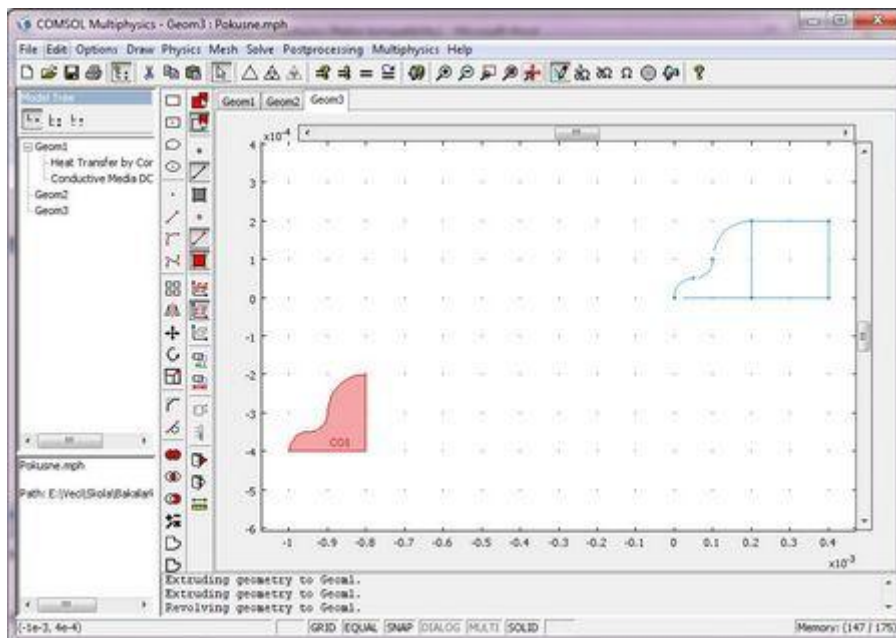 COMSOL Multiphysics - Geom3 : Pokusne.mph
File Edit Options Draw Physics Mesh Solve Postprocessing Multiphysics Help
Model Tree
Geom1 Geom2 Geom3
Geom1
Heat Transfer by Cor
Conductive Media DC
Geom2
Geom3
x10-4
4
3
2
1
0
-1
-2
-3
-4
-5
-6
CO1
-1 -0.9 -0.8 -0.7 -0.6 -0.5 -0.4 -0.3 -0.2 -0.1 0 0.1 0.2 0.3 0.4
x10-3
Pokusne.mph
Path: E:\Veci\Skola\Bakalar
Extruding geometry to Geom1.
Extruding geometry to Geom1.
Revolving geometry to Geom1.
(-1e-3, 4e-4) GRID EQUAL SNAP DIALOG MULTI SOLID Memory: (147 /